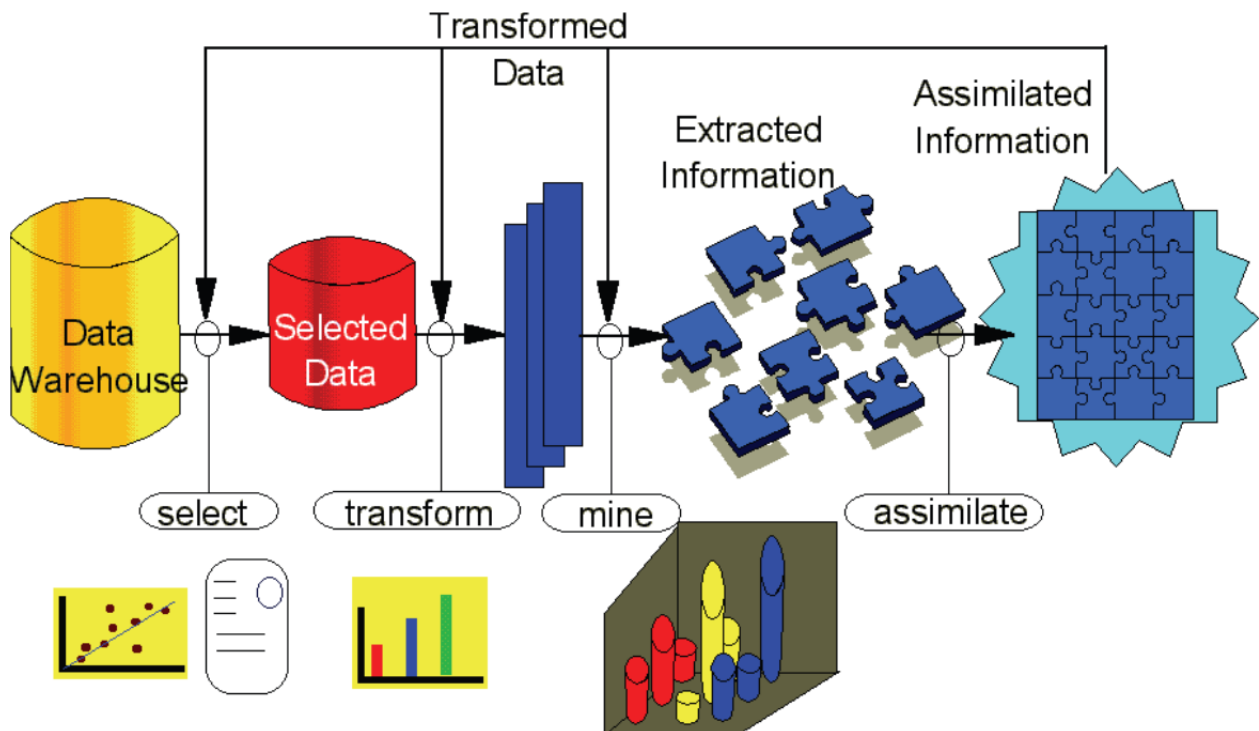 Transformed
Data
Assimilated
Information
Extracted
Information
Data
Warehouse
Selected
Data
select
transform
mine
assimilate